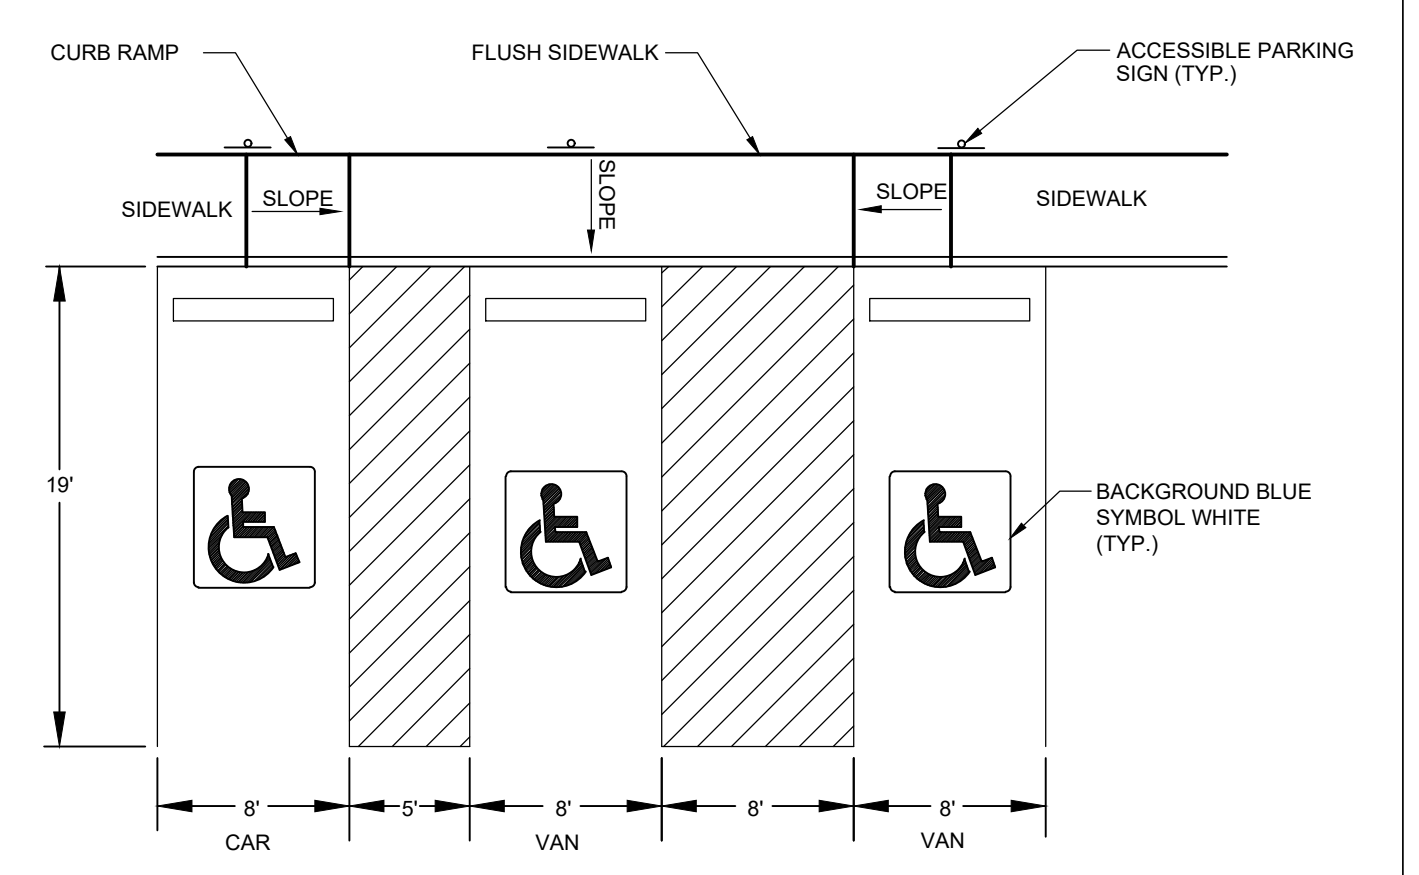 CURB RAMP
FLUSH SIDEWALK
ACCESSIBLE PARKING
SIGN (TYP.)
SIDEWALK
SLOPE
SLOPE
SLOPE
SIDEWALK
19'
BACKGROUND BLUE
SYMBOL WHITE
(TYP.)
8'
5'
8'
8'
8'
CAR
VAN
VAN